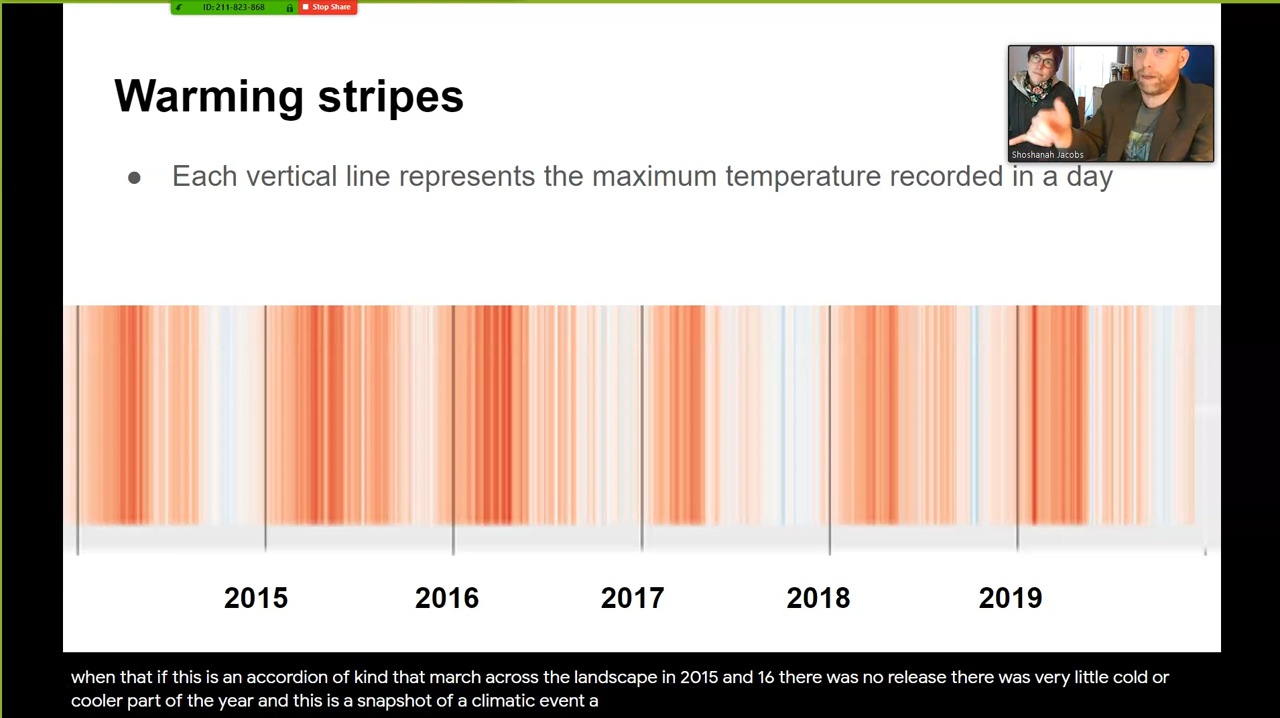 ID: 211-823-868 Stop Share
Warming stripes
Shoshanah Jacobs
● Each vertical line represents the maximum temperature recorded in a day
2015 2016 2017 2018 2019
when that if this is an accordion of kind that march across the landscape in 2015 and 16 there was no release there was very little cold or
cooler part of the year and this is a snapshot of a climatic event a